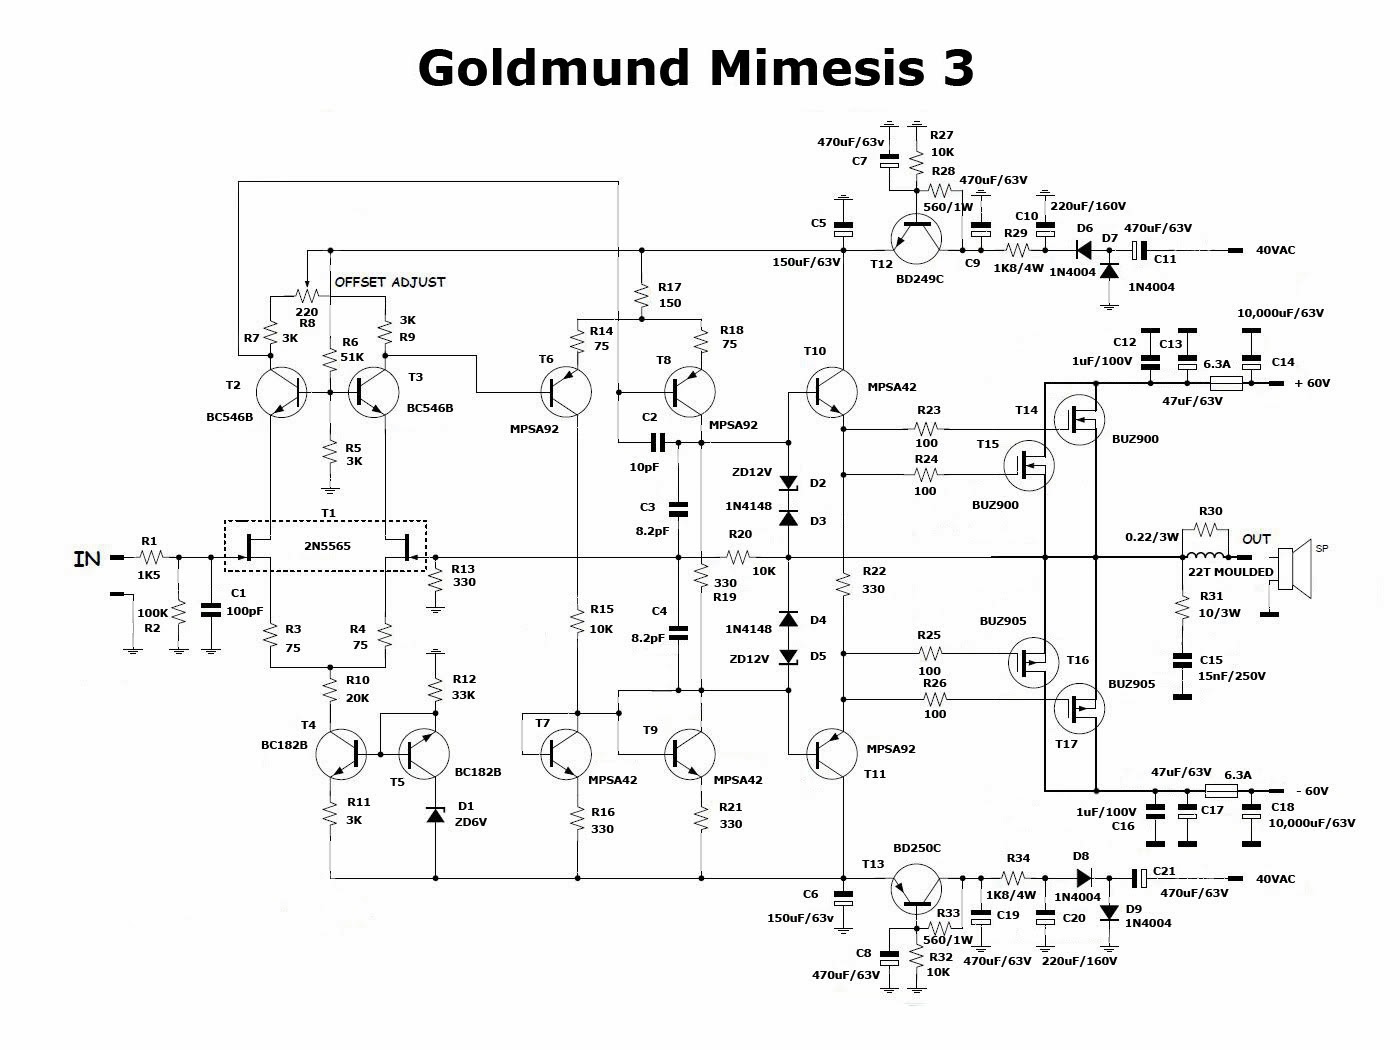 Goldmund Mimesis 3
470uF/63v
C7
R27
10K
R28
560/1W
470uF/63V
C9
C5
150uF/63V
T12
BD249C
C10
220uF/160V
R29
1K8/4W
D6
1N4004
D7
1N4004
470uF/63V
C11
40VAC
OFFSET ADJUST
220
R8
R7
3K
R6
51K
3K
R9
R17
150
R14
75
R18
75
T2
BC546B
T3
BC546B
R5
3K
T6
MPSA92
T8
MPSA92
C2
10pF
T10
MPSA42
10,000uF/63V
C12
1uF/100V
C13
47uF/63V
6.3A
C14
+ 60V
T14
BUZ900
T15
BUZ900
R23
100
R24
100
ZD12V
D2
1N4148
D3
C3
8.2pF
IN
R1
1K5
100K
R2
C1
100pF
T1
2N5565
R13
330
R20
10K
330
R19
R22
330
R30
0.22/3W
OUT
22T MOULDED
SP
R31
10/3W
C15
15nF/250V
R3
75
R4
75
R15
10K
C4
8.2pF
1N4148
D4
ZD12V
D5
R25
100
R26
100
BUZ905
T16
BUZ905
T17
R10
20K
R12
33K
T4
BC182B
T5
BC182B
T7
MPSA42
T9
MPSA42
MPSA92
T11
R11
3K
D1
ZD6V
R16
330
R21
330
47uF/63V
6.3A
- 60V
1uF/100V
C16
C17
C18
10,000uF/63V
BD250C
T13
C6
150uF/63v
R34
1K8/4W
D8
1N4004
C21
470uF/63V
40VAC
R33
560/1W
C19
470uF/63V
C20
220uF/160V
D9
1N4004
C8
470uF/63V
R32
10K